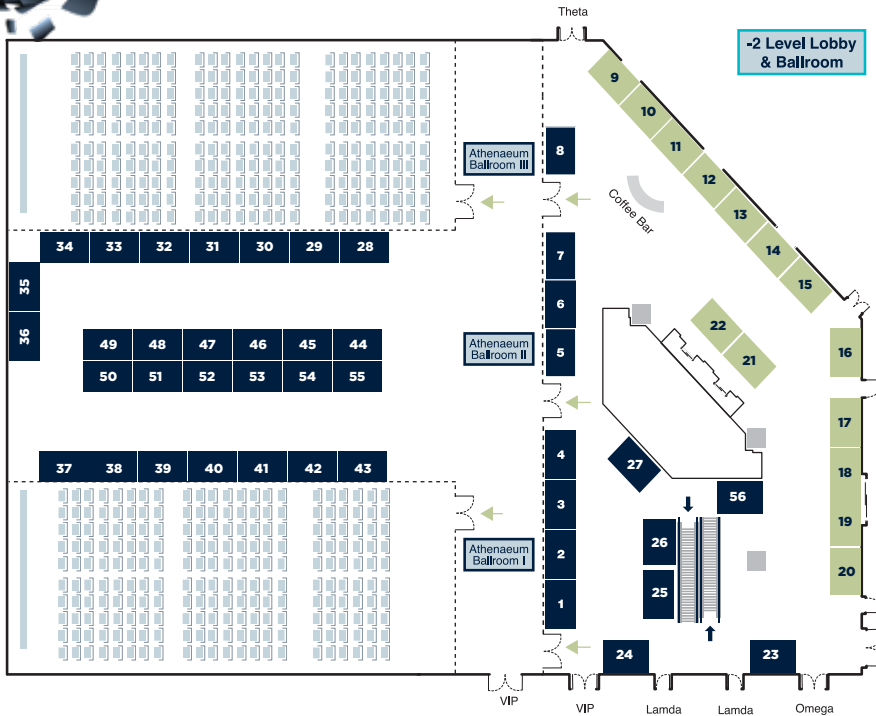 Theta
-2 Level Lobby
& Ballroom
9
10
11
12
13
14
15
8
Athenaeum
Ballroom III
Coffee Bar
34 33 32 31 30 29 28
35
36
7
6
5
49 48 47 46 45 44
50 51 52 53 54 55
Athenaeum
Ballroom II
22
21
16
17
18
19
20
37 38 39 40 41 42 43
4
3
2
1
27
56
26
25
Athenaeum
Ballroom I
24
23
VIP
VIP
Lamda
Lamda
Omega